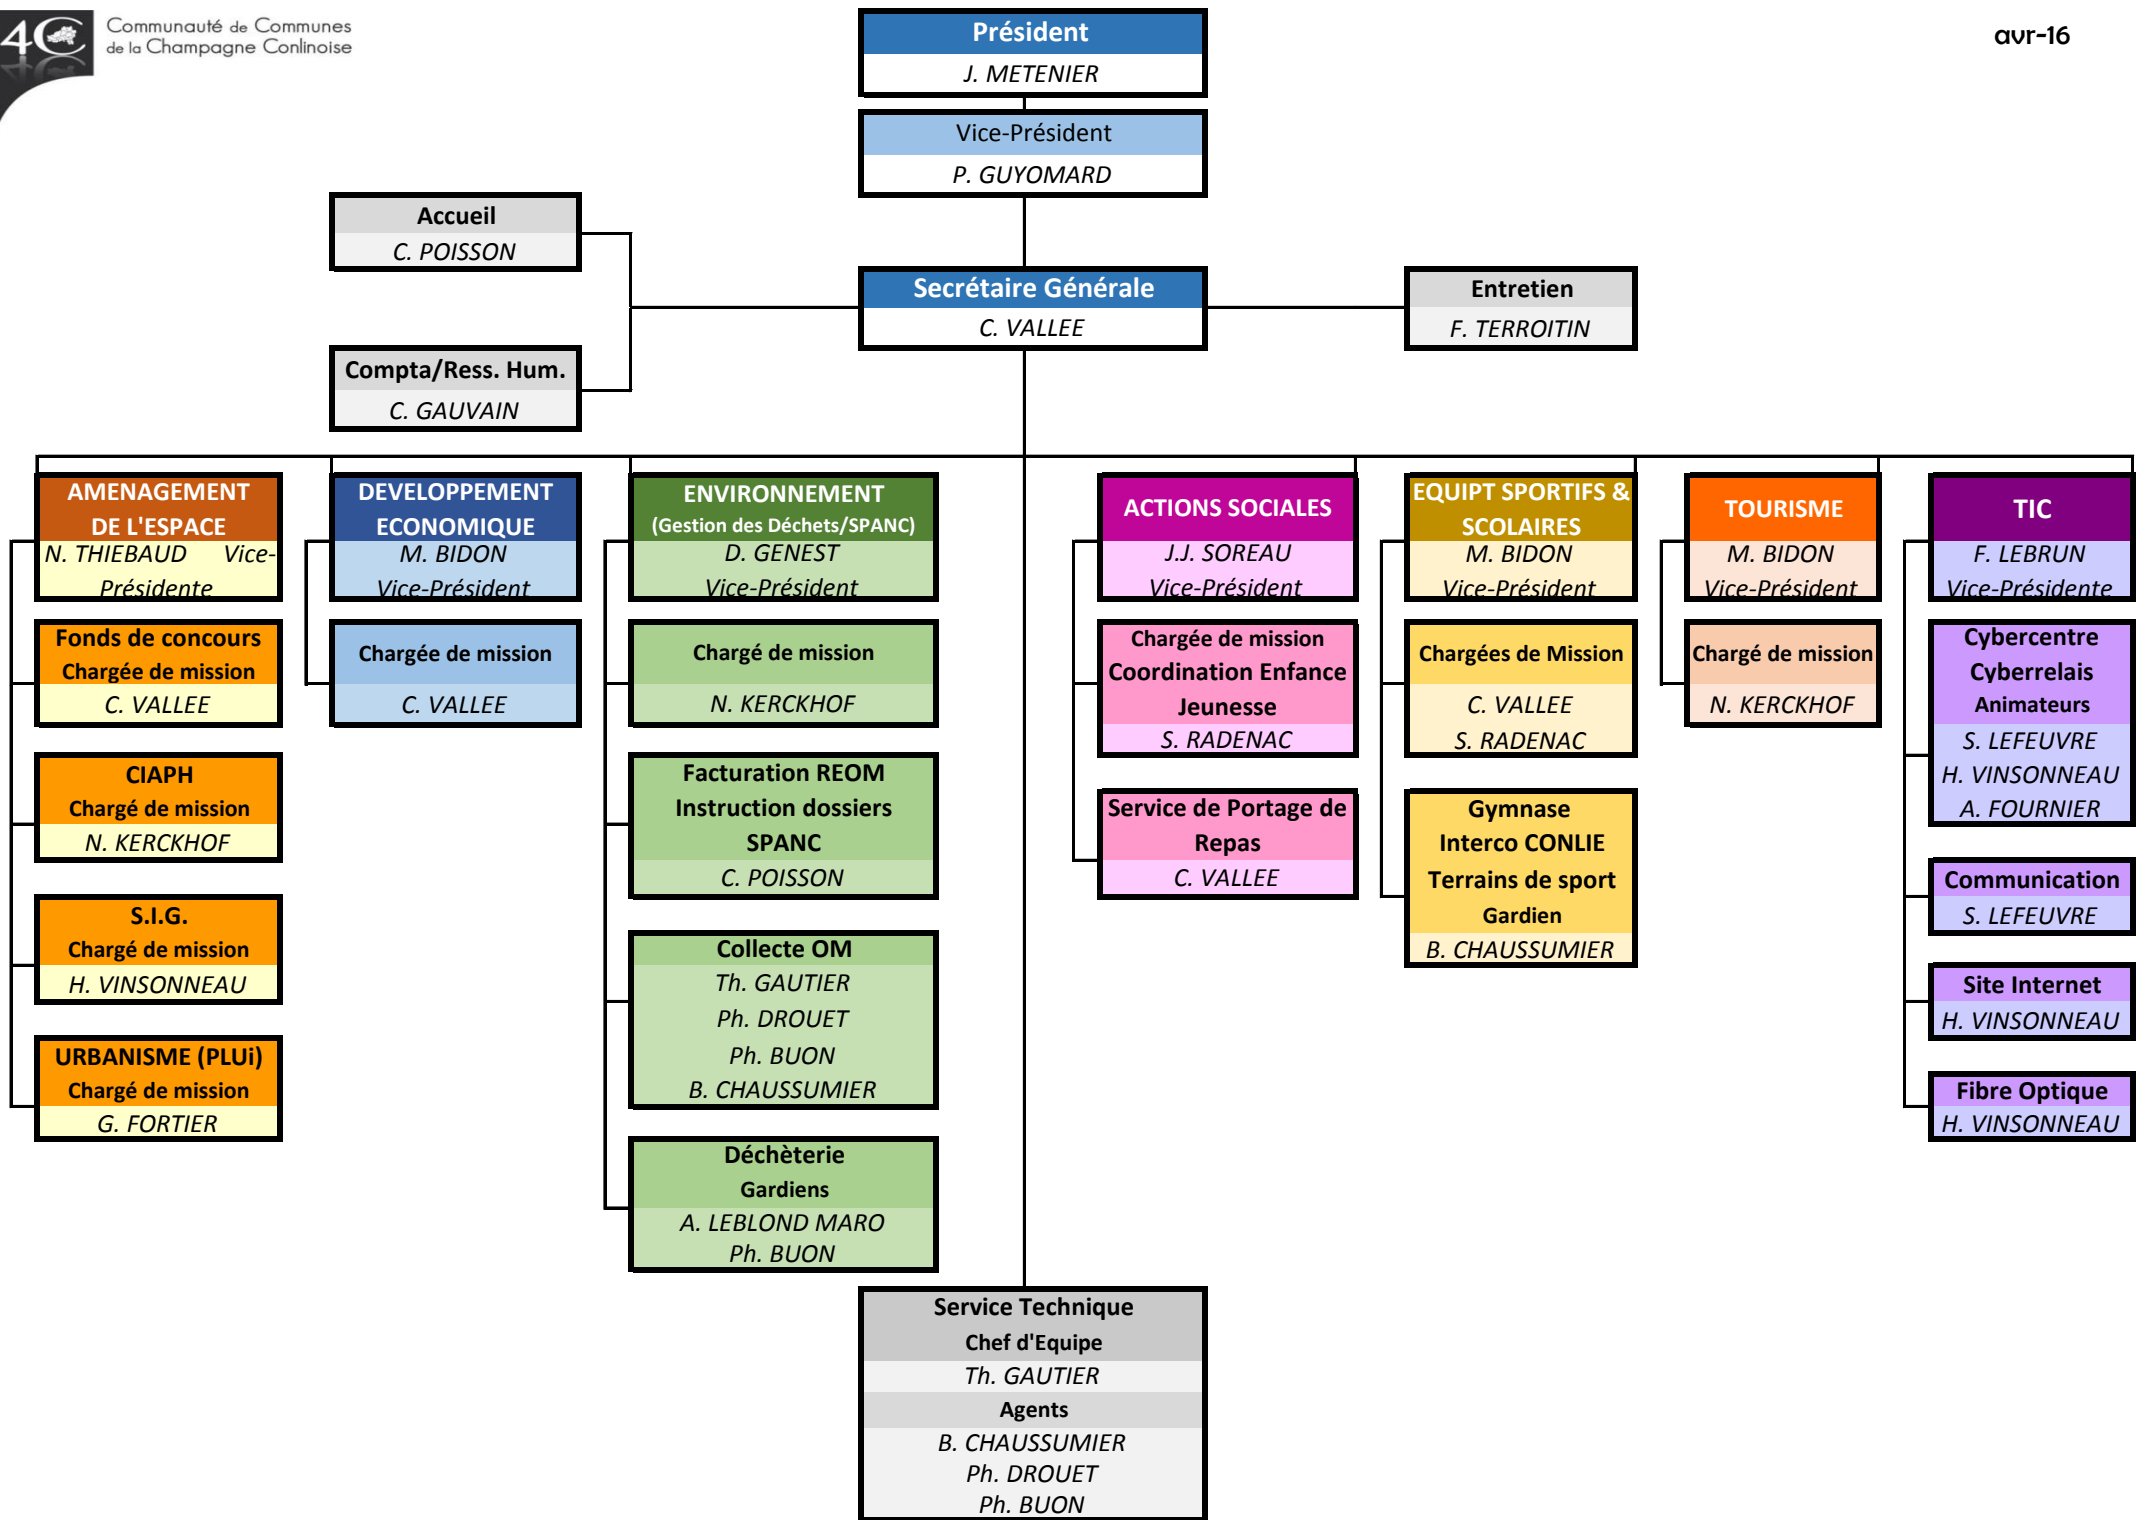 4C
Communauté de Communes
de la Champagne Conlinoise
avr-16
Président
J. METENIER
Vice-Président
P. GUYOMARD
Accueil
C. POISSON
Secrétaire Générale
C. VALLEE
Entretien
F. TERROITIN
Compta/Ress. Hum.
C. GAUVAIN
AMENAGEMENT
DE L'ESPACE
N. THIEBAUD Vice-
Présidente
Fonds de concours
Chargée de mission
C. VALLEE
CIAPH
Chargé de mission
N. KERCKHOF
S.I.G.
Chargé de mission
H. VINSONNEAU
URBANISME (PLUi)
Chargé de mission
G. FORTIER
DEVELOPPEMENT
ECONOMIQUE
M. BIDON
Vice-Président
Chargée de mission
C. VALLEE
ENVIRONNEMENT
(Gestion des Déchets/SPANC)
D. GENEST
Vice-Président
Chargé de mission
N. KERCKHOF
Facturation REOM
Instruction dossiers
SPANC
C. POISSON
Collecte OM
Th. GAUTIER
Ph. DROUET
Ph. BUON
B. CHAUSSUMIER
Déchèterie
Gardiens
A. LEBLOND MARO
Ph. BUON
ACTIONS SOCIALES
J.J. SOREAU
Vice-Président
Chargée de mission
Coordination Enfance
Jeunesse
S. RADENAC
Service de Portage de
Repas
C. VALLEE
EQUIPT SPORTIFS &
SCOLAIRES
M. BIDON
Vice-Président
Chargées de Mission
C. VALLEE
S. RADENAC
Gymnase
Interco CONLIE
Terrains de sport
Gardien
B. CHAUSSUMIER
TOURISME
M. BIDON
Vice-Président
Chargé de mission
N. KERCKHOF
TIC
F. LEBRUN
Vice-Présidente
Cybercentre
Cyberrelais
Animateurs
S. LEFEUVRE
H. VINSONNEAU
A. FOURNIER
Communication
S. LEFEUVRE
Site Internet
H. VINSONNEAU
Fibre Optique
H. VINSONNEAU
Service Technique
Chef d'Equipe
Th. GAUTIER
Agents
B. CHAUSSUMIER
Ph. DROUET
Ph. BUON